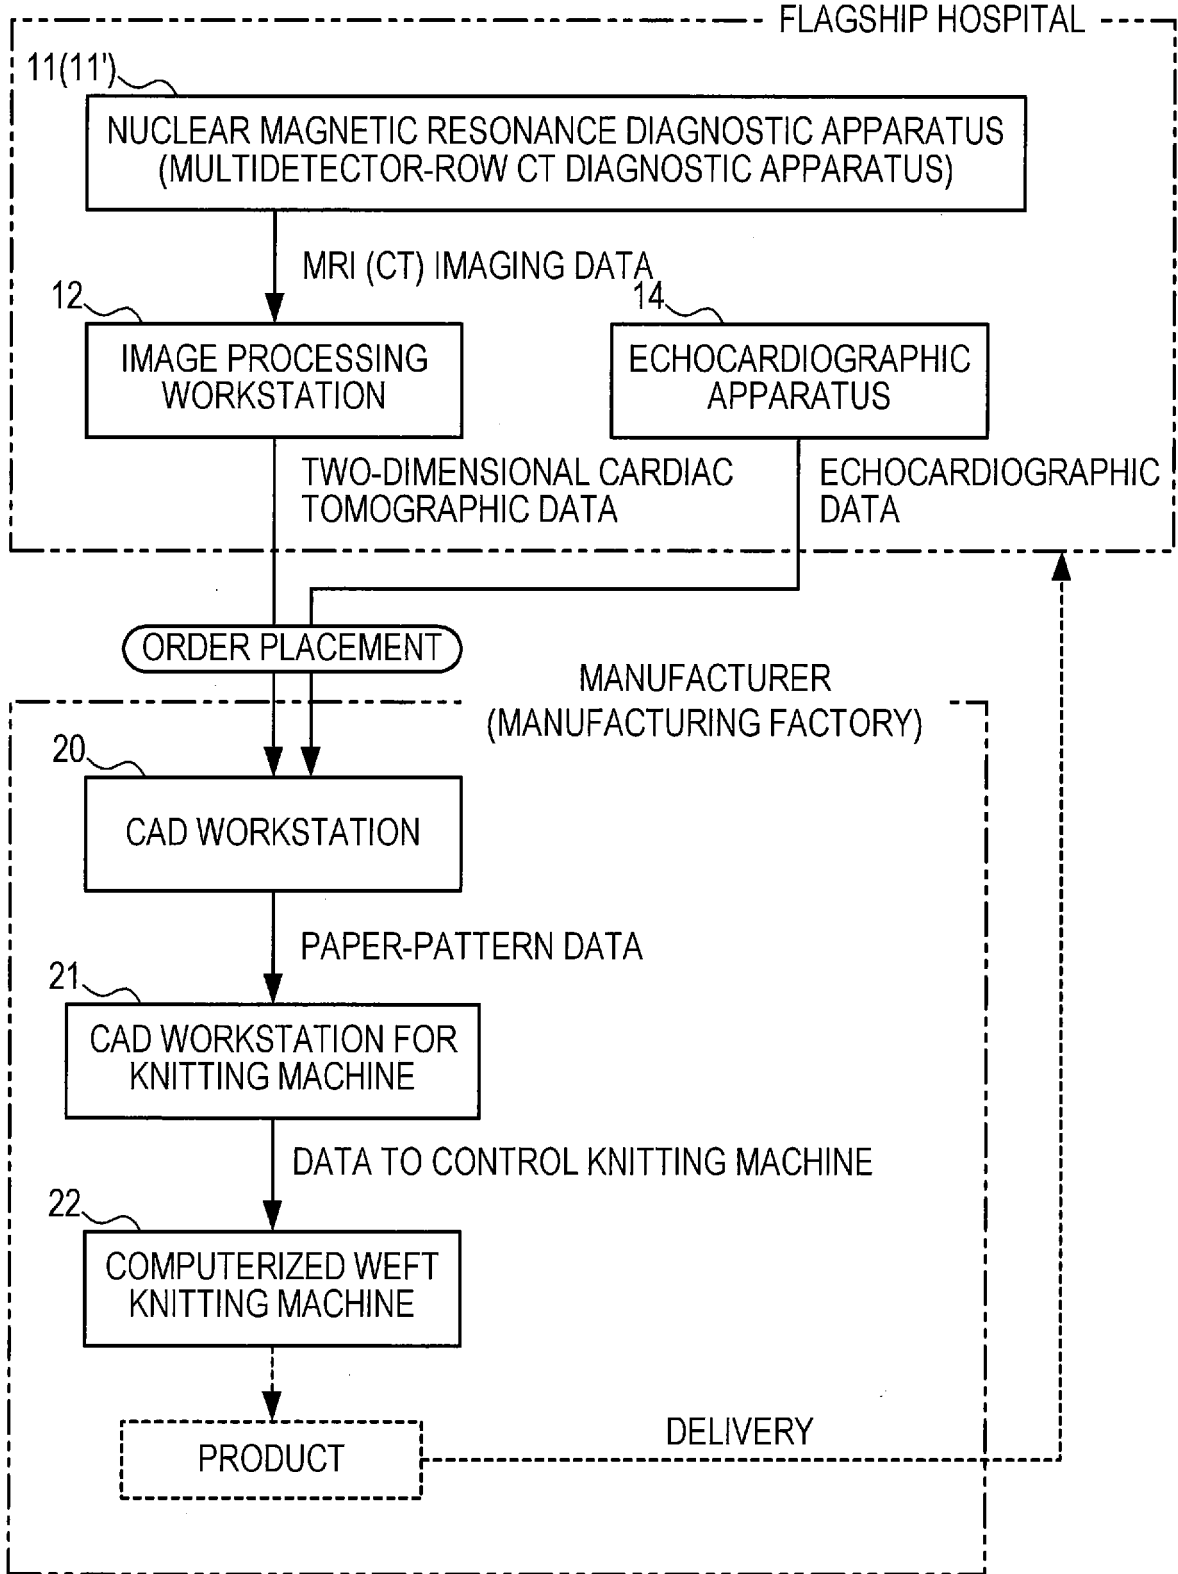 FLAGSHIP HOSPITAL
11(11')
NUCLEAR MAGNETIC RESONANCE DIAGNOSTIC APPARATUS
(MULTIDETECTOR-ROW CT DIAGNOSTIC APPARATUS)
MRI (CT) IMAGING DATA
12
IMAGE PROCESSING
WORKSTATION
14
ECHOCARDIOGRAPHIC
APPARATUS
TWO-DIMENSIONAL CARDIAC
TOMOGRAPHIC DATA
ECHOCARDIOGRAPHIC
DATA
ORDER PLACEMENT
MANUFACTURER
(MANUFACTURING FACTORY)
20
CAD WORKSTATION
PAPER-PATTERN DATA
21
CAD WORKSTATION FOR
KNITTING MACHINE
DATA TO CONTROL KNITTING MACHINE
22
COMPUTERIZED WEFT
KNITTING MACHINE
PRODUCT
DELIVERY